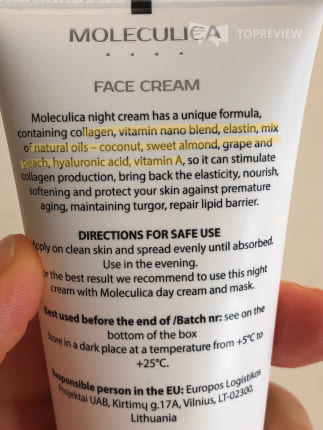 MOLECULICA
TOPREVIEW
FACE CREAM
Moleculica night cream has a unique formula,
containing collagen, vitamin nano blend, elastin, mix
of natural oils – coconut, sweet almond, grape and
peach, hyaluronic acid, vitamin A, so it can stimulate
collagen production, bring back the elasticity, nourish,
softening and protect your skin against premature
aging, maintaining turgor, repair lipid barrier.
DIRECTIONS FOR SAFE USE
Apply on clean skin and spread evenly until absorbed.
Use in the evening.
For the best result we recommend to use this night
cream with Moleculica day cream and mask.
Best used before the end of /Batch nr: see on the
bottom of the box
Store in a dark place at a temperature from +5°C to
+25°C.
Responsible person in the EU: Europos Logistikos
Projektai UAB, Kirtimų g.17A, Vilnius, LT-02300,
Lithuania